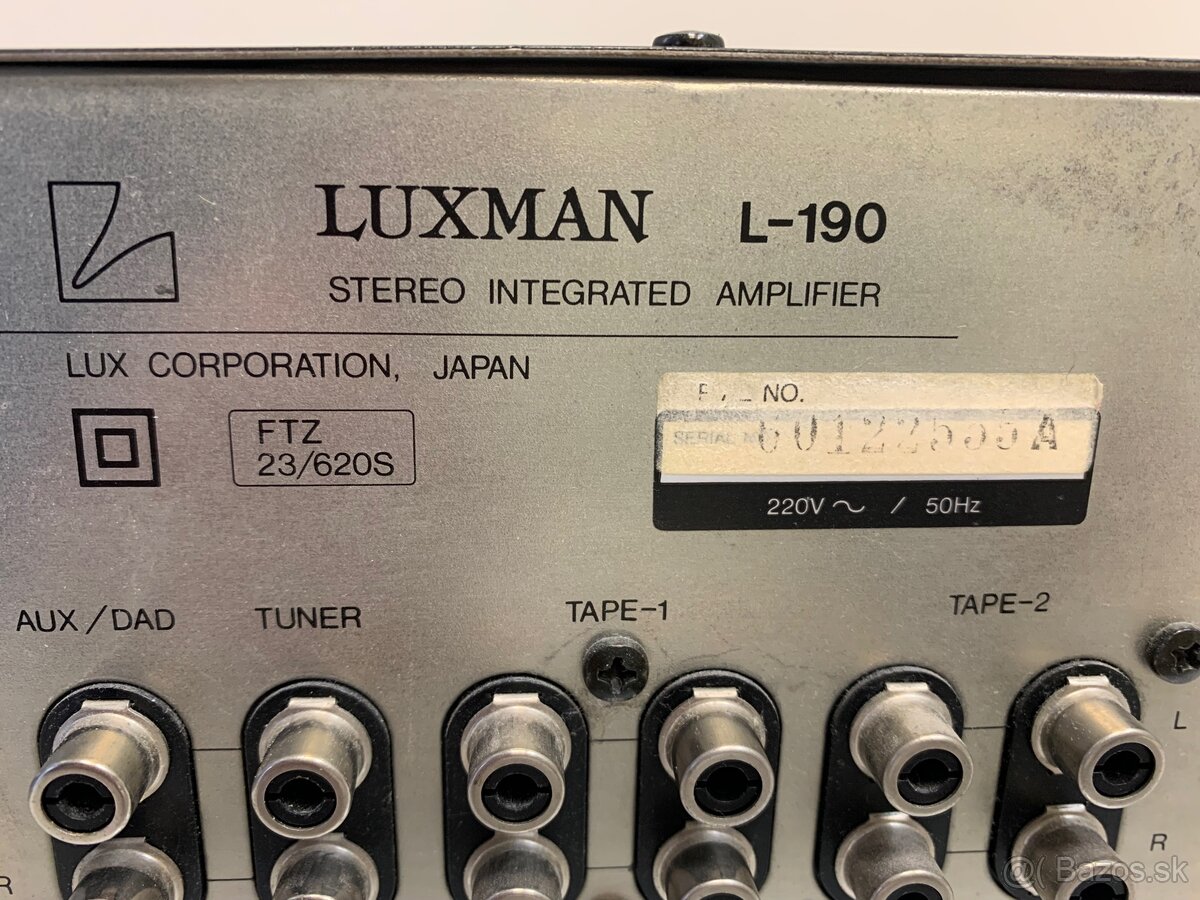 LUXMAN L-190
STEREO INTEGRATED AMPLIFIER
LUX CORPORATION, JAPAN
FTZ
23/620S
NO.
SERIAL
220V ~ / 50Hz
AUX/DAD TUNER TAPE-1 TAPE-2
L
R
R
@( Bazos.sk